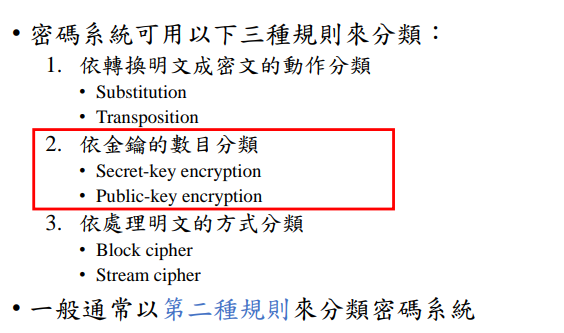 • 密碼系統可用以下三種規則來分類：
1. 依轉換明文成密文的動作分類
• Substitution
• Transposition
2. 依金鑰的數目分類
• Secret-key encryption
• Public-key encryption
3. 依處理明文的方式分類
• Block cipher
• Stream cipher
• 一般通常以第二種規則來分類密碼系統